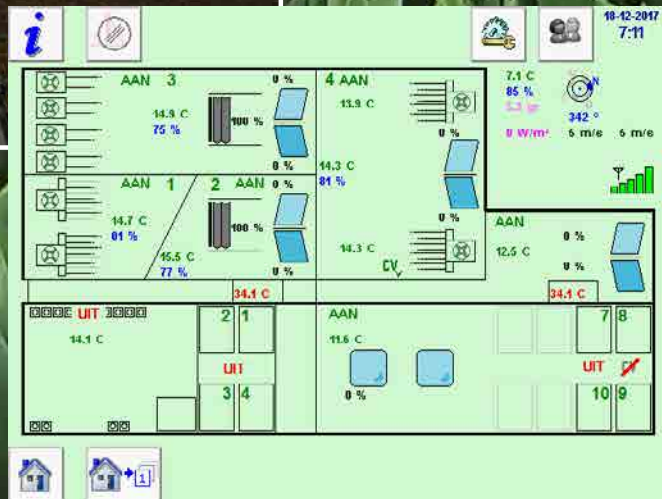 i
18-12-2017
7:11
AAN 3
14.9 C
75 %
100 %
0 %
0 %
4 AAN
13.9 C
0 %
14.3 C
81 %
0 %
14.3 C
CV
7.1 C
85 %
N
342 °
0 W/m² 5 m/s 6 m/s
AAN 1
14.7 C
81 %
2 AAN
0 %
100 %
15.5 C
77 %
0 %
AAN
12.5 C
0 %
0 %
34.1 C
34.1 C
UIT
14.1 C
2 1
UIT
3 4
AAN
11.6 C
0 %
7 8
UIT CV
10 9
1